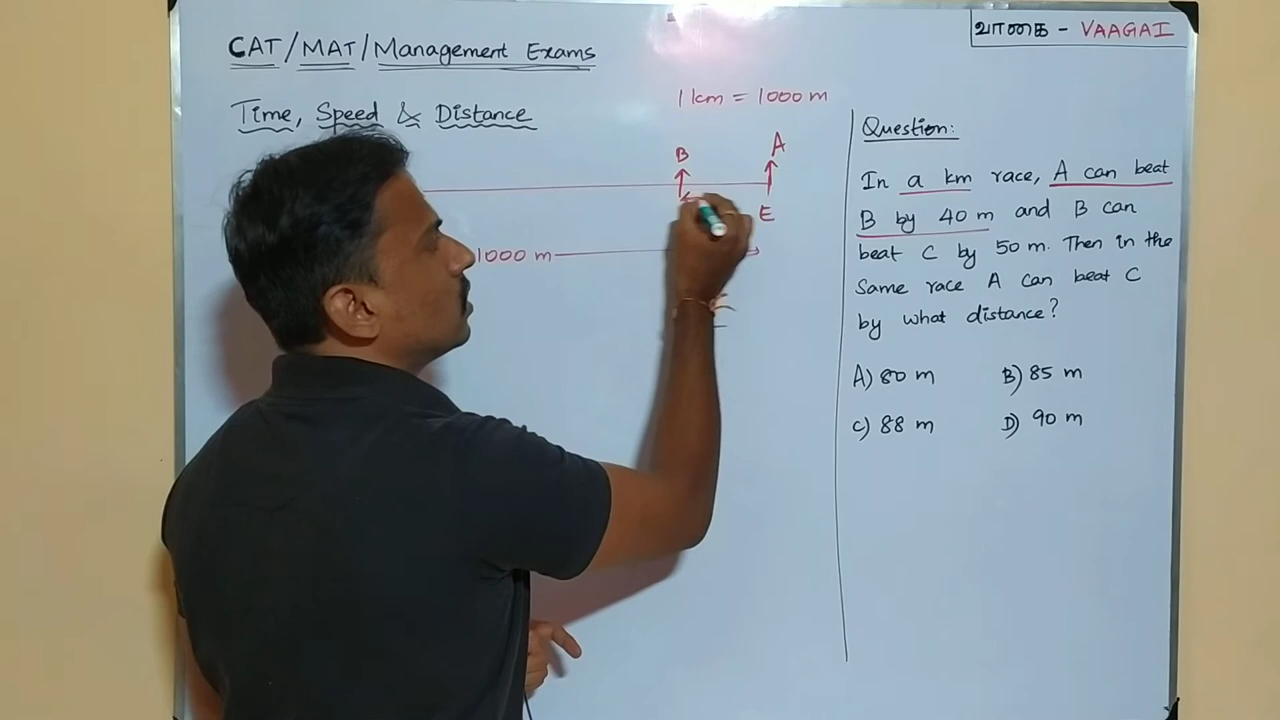 CAT/MAT/Management Exams
வாகை - VAAGAI
Time, Speed & Distance
1 km = 1000 m
B
A
E
1000 m
Question:
In a km race, A can beat
B by 40 m and B can
beat C by 50 m. Then in the
Same race A can beat C
by what distance?
A) 80 m B) 85 m
C) 88 m D) 90 m